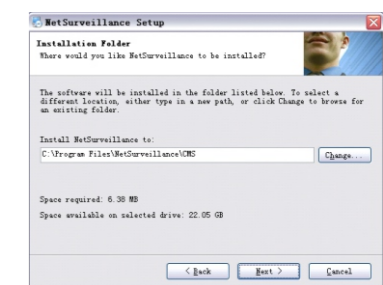 NetSurveillance Setup
Installation Folder
Where would you like NetSurveillance to be installed?
The software will be installed in the folder listed below. To select a
different location, either type in a new path, or click Change to browse for
an existing folder.
Install NetSurveillance to:
C:\Program Files\NetSurveillance\CMS
Change...
Space required: 6.38 MB
Space available on selected drive: 22.05 GB
< Back
Next >
Cancel